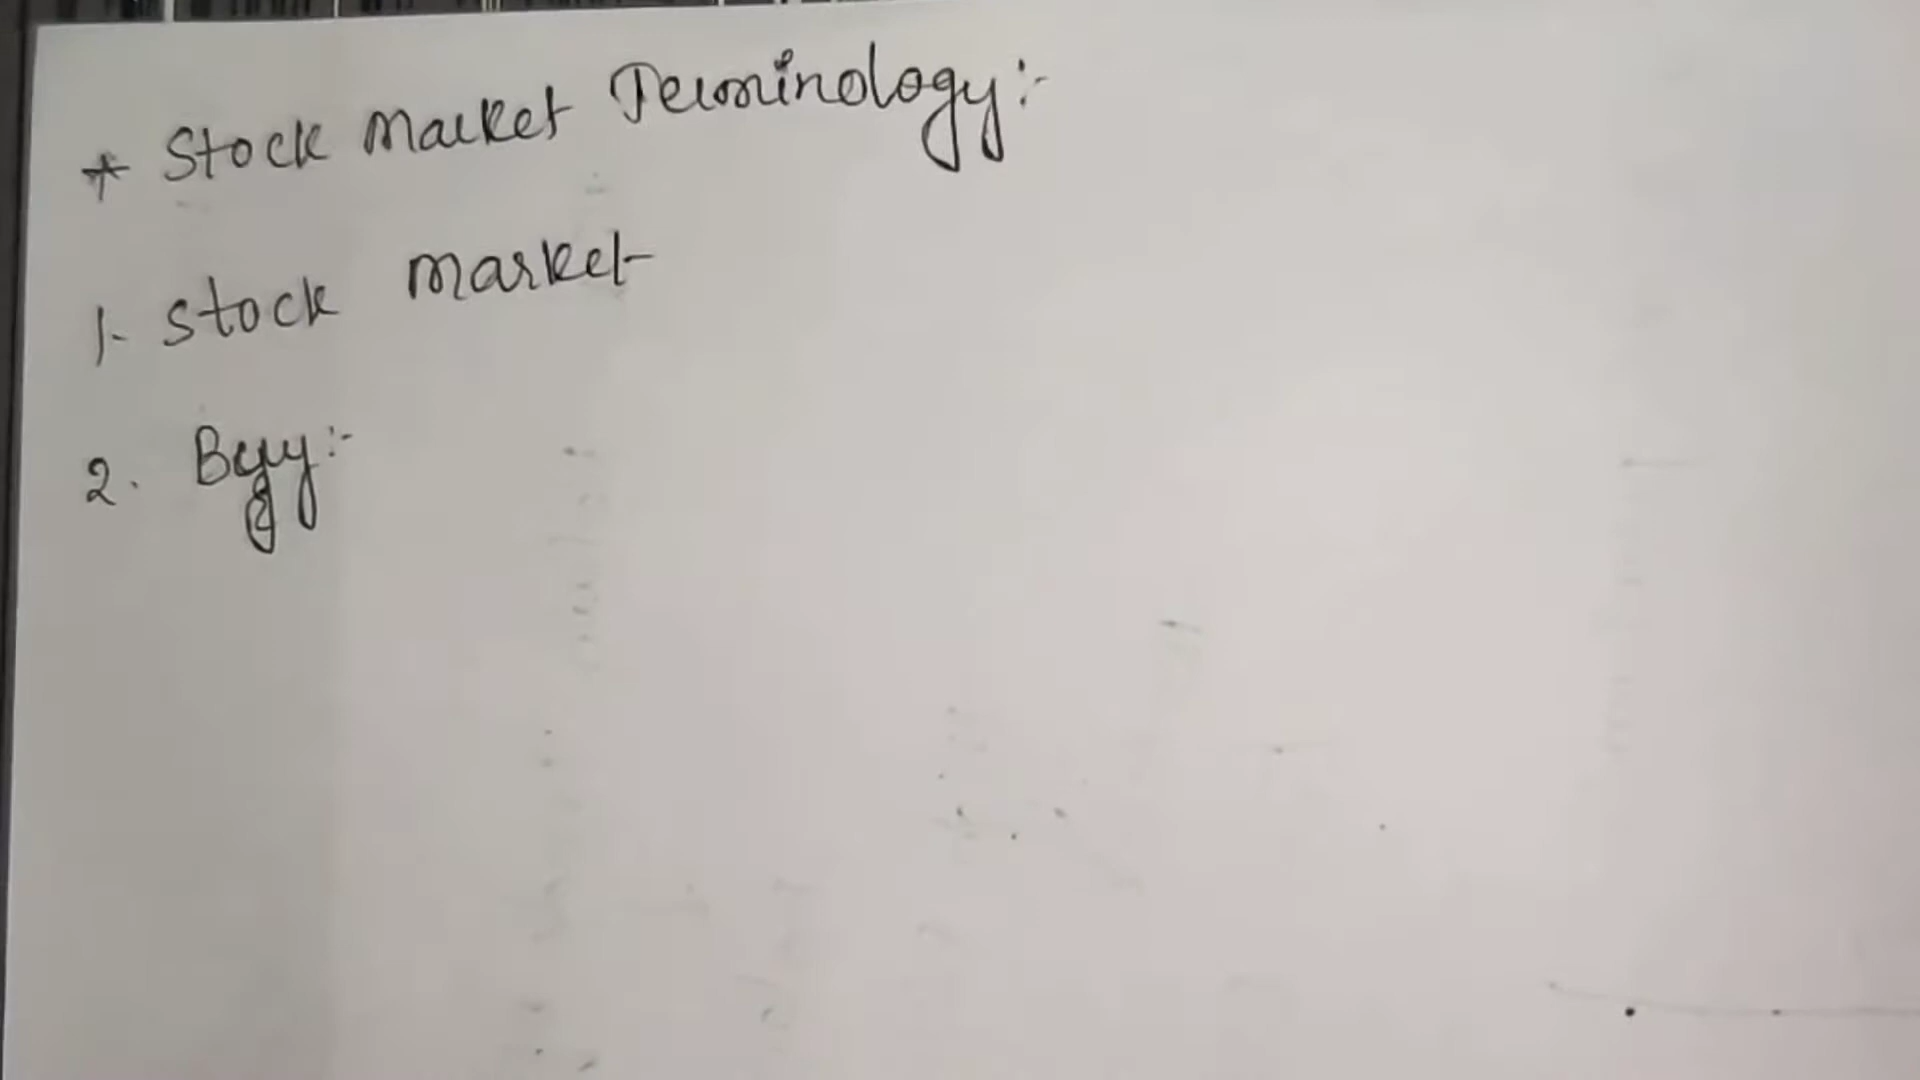 * Stock Market Terminology:-
1. Stock market
2. Buy:-